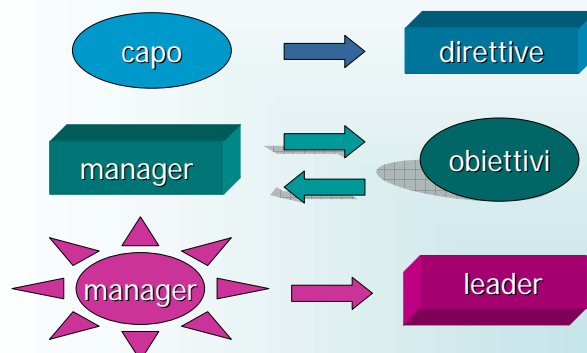 capo
direttive
manager
obiettivi
manager
leader